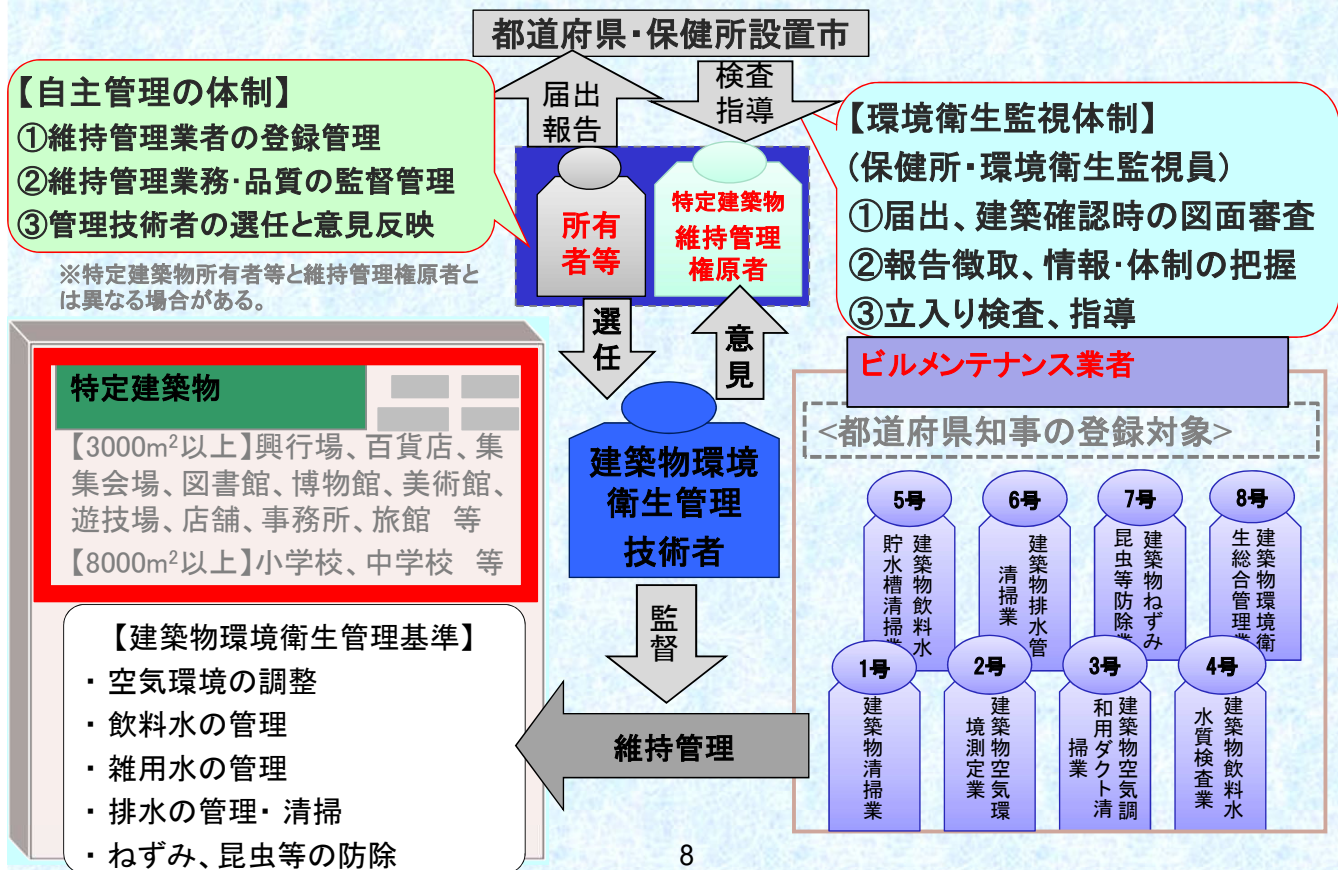 都道府県・保健所設置市
【自主管理の体制】
①維持管理業者の登録管理
②維持管理業務・品質の監督管理
③管理技術者の選任と意見反映
届出
報告
検査
指導
【環境衛生監視体制】
(保健所・環境衛生監視員)
①届出、建築確認時の図面審査
②報告徴取、情報・体制の把握
③立入り検査、指導
所有
者等
特定建築物
維持管理
権原者
※特定建築物所有者等と維持管理権原者と
は異なる場合がある。
選
任
意
見
特定建築物
【3000m²以上】興行場、百貨店、集
集会場、図書館、博物館、美術館、
遊技場、店舗、事務所、旅館 等
【8000m²以上】小学校、中学校 等
建築物環境
衛生管理
技術者
監
督
維持管理
【建築物環境衛生管理基準】
・ 空気環境の調整
・ 飲料水の管理
・ 雑用水の管理
・ 排水の管理・ 清掃
・ ねずみ、昆虫等の防除
ビルメンテナンス業者
<都道府県知事の登録対象>
5号
建築物飲料水
貯水槽清掃業
6号
建築物排水管
清掃業
7号
建築物ねずみ
昆虫等防除業
8号
建築物環境衛
生総合管理業
1号
建築物清掃業
2号
建築物空気環
境測定業
3号
建築物空気調
和用ダクト清
掃業
4号
建築物飲料水
水質検査業
8